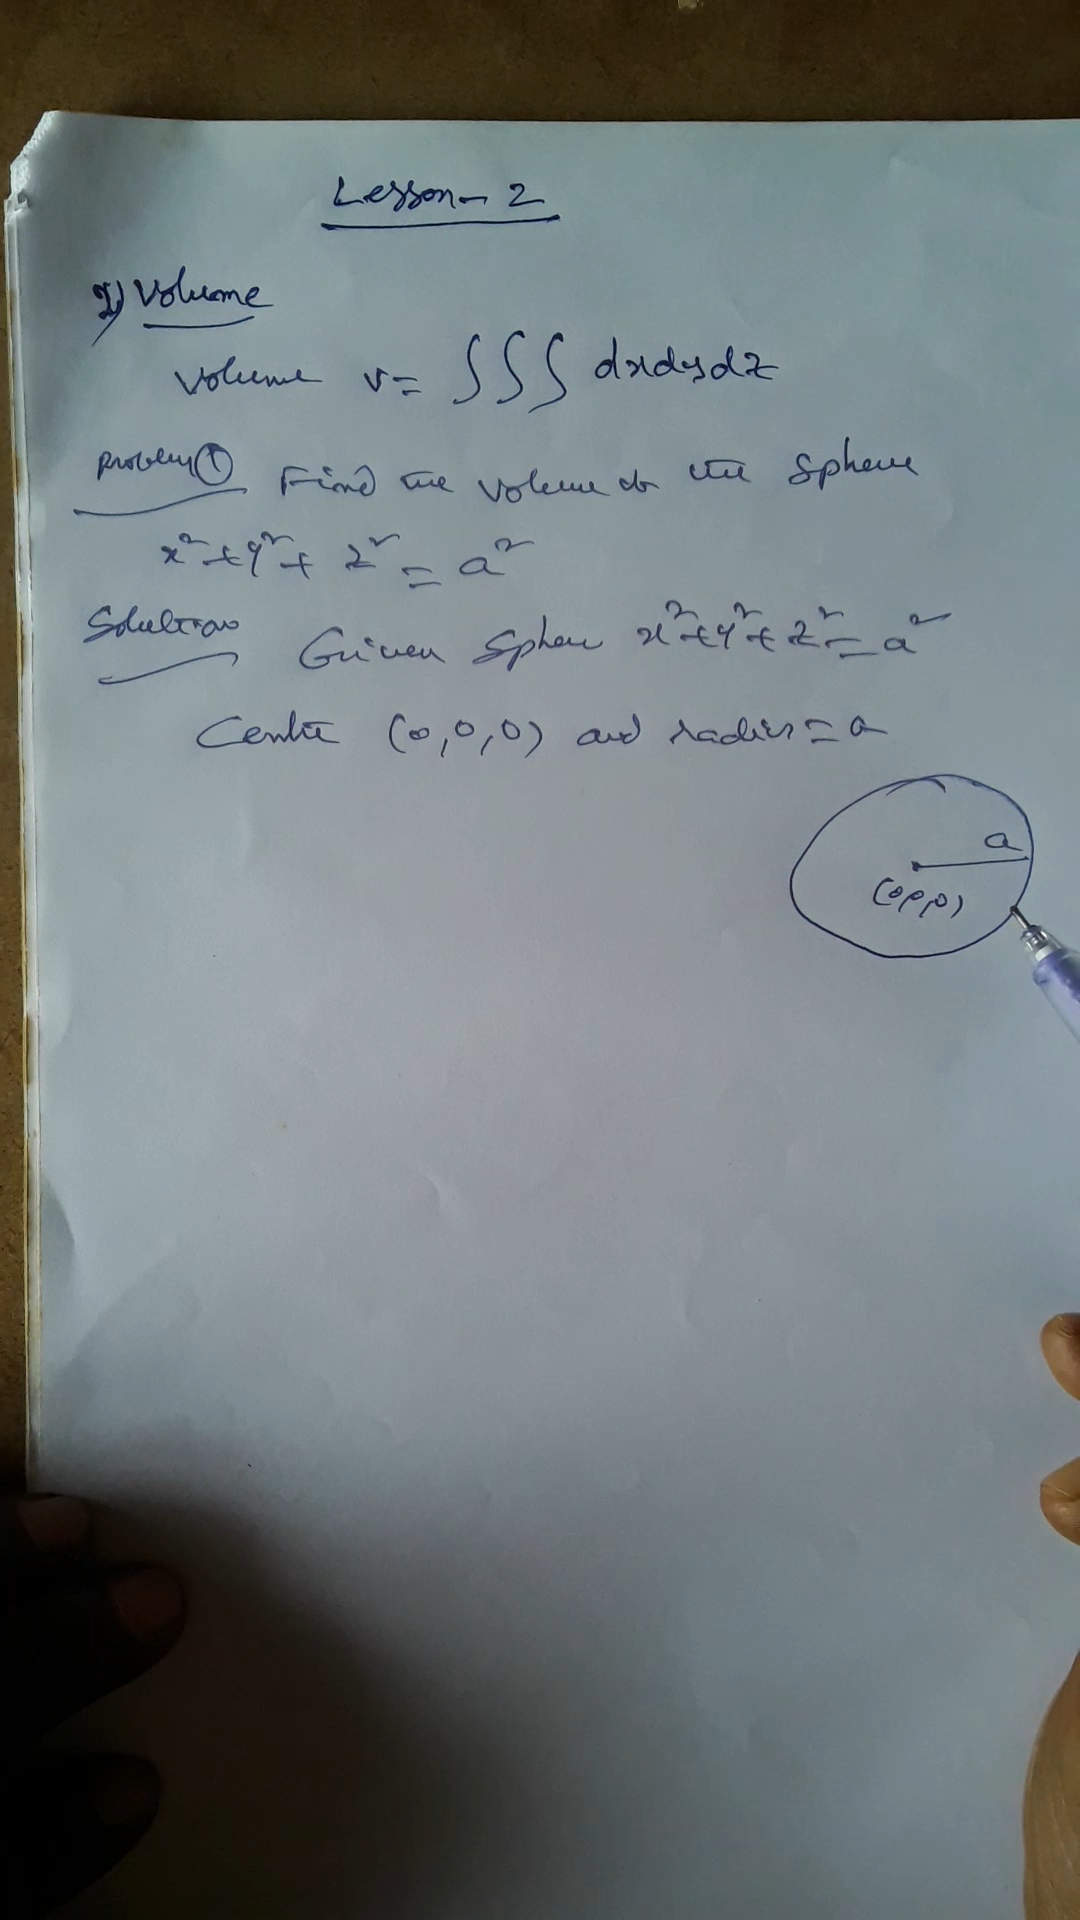 Lesson - 2
1) Volume
Volume v = ∫∫∫ dxdydz
Problem ① Find the volume of the sphere
x² + y² + z² = a²
Solution Given sphere x² + y² + z² = a²
Centre (0,0,0) and radius = a
a
(0,0,0)